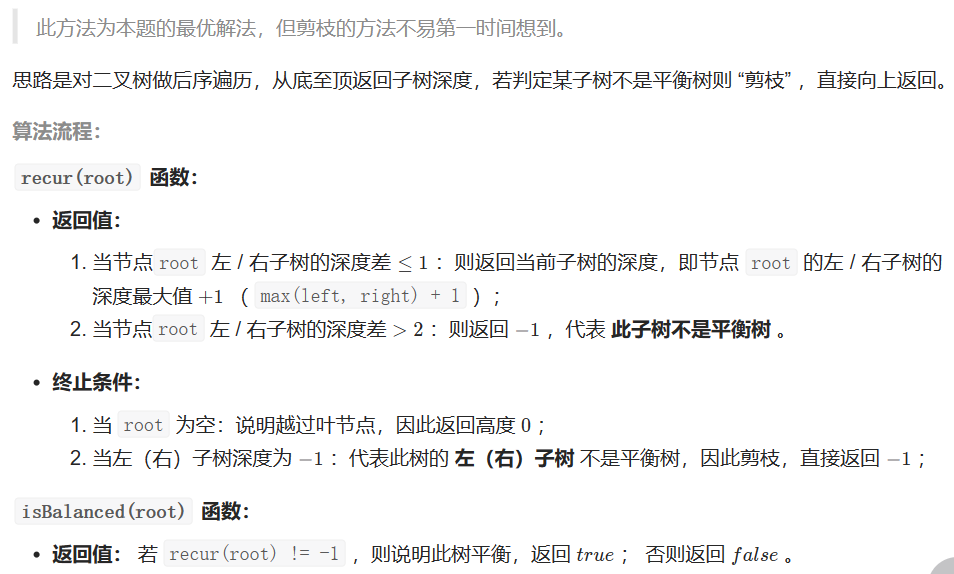 此方法为本题的最优解法，但剪枝的方法不易第一时间想到。
思路是对二叉树做后序遍历，从底至顶返回子树深度，若判定某子树不是平衡树则 “剪枝” ，直接向上返回。
算法流程：
recur(root) 函数：
• 返回值：
1. 当节点 root 左 / 右子树的深度差 ≤ 1 ：则返回当前子树的深度，即节点 root 的左 / 右子树的
深度最大值 +1 （ max(left, right) + 1 ）；
2. 当节点 root 左 / 右子树的深度差 > 2 ：则返回 −1 ，代表 此子树不是平衡树 。
• 终止条件：
1. 当 root 为空：说明越过叶节点，因此返回高度 0 ；
2. 当左（右）子树深度为 −1 ：代表此树的 左（右）子树 不是平衡树，因此剪枝，直接返回 −1 ；
isBalanced(root) 函数：
• 返回值： 若 recur(root) != -1 ，则说明此树平衡，返回 true ； 否则返回 false 。